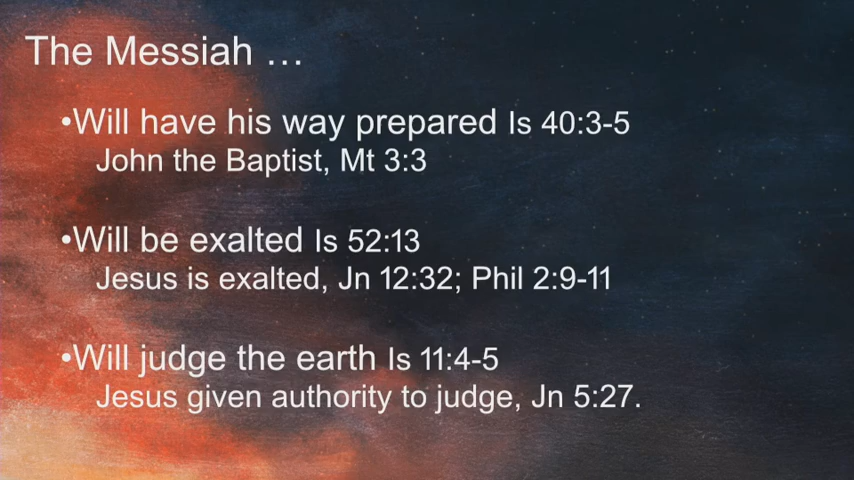 The Messiah …
•Will have his way prepared Is 40:3-5
John the Baptist, Mt 3:3
•Will be exalted Is 52:13
Jesus is exalted, Jn 12:32; Phil 2:9-11
•Will judge the earth Is 11:4-5
Jesus given authority to judge, Jn 5:27.